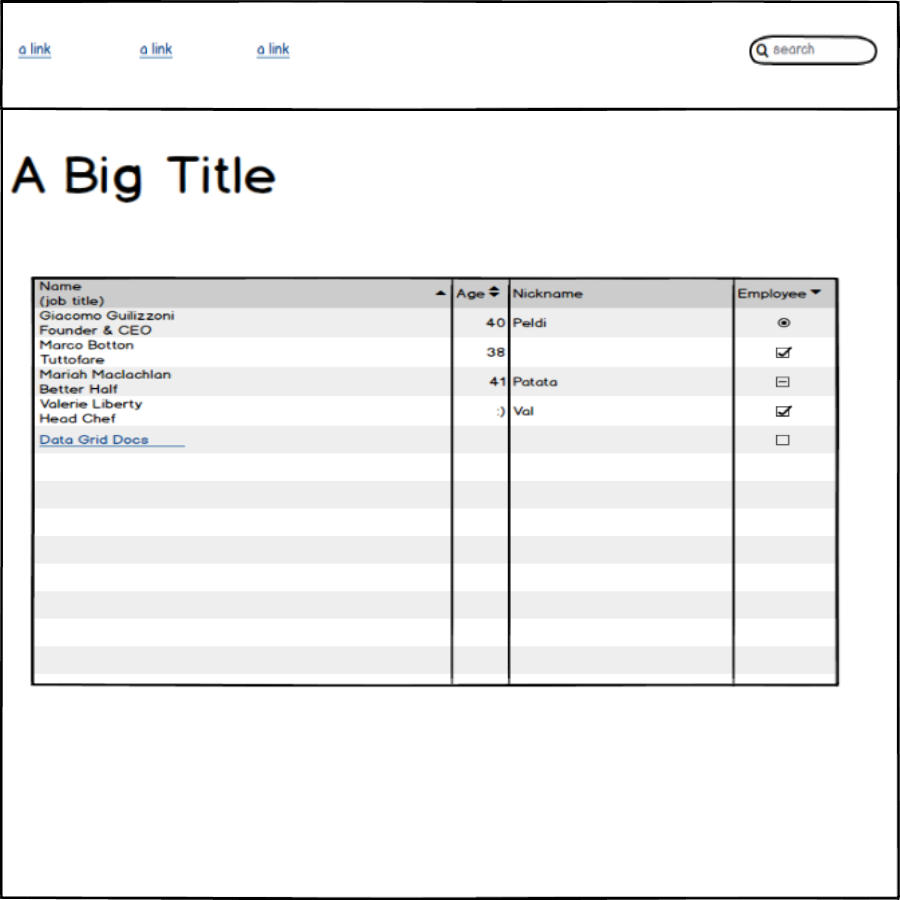 a link a link a link search
A Big Title
Name
(job title)
Age
Nickname
Employee
Giacomo Guilizzoni
Founder & CEO
40
Peldi
Marco Botton
Tuttofare
38
Mariah Maclachlan
Better Half
41
Patata
Valerie Liberty
Head Chef
:)
Val
Data Grid Docs